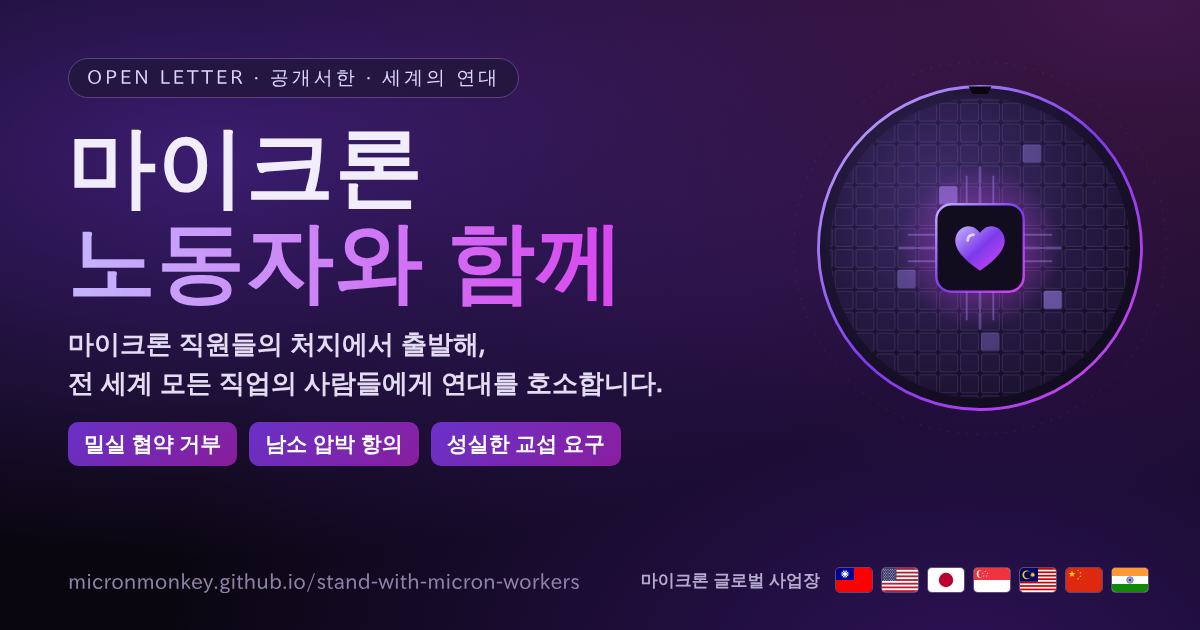 OPEN LETTER · 공개서한 · 세계의 연대
마이크론
노동자와 함께
마이크론 직원들의 처지에서 출발해,
전 세계 모든 직업의 사람들에게 연대를 호소합니다.
밀실 협약 거부
남소 압박 항의
성실한 교섭 요구
micronmonkey.github.io/stand-with-micron-workers
마이크론 글로벌 사업장